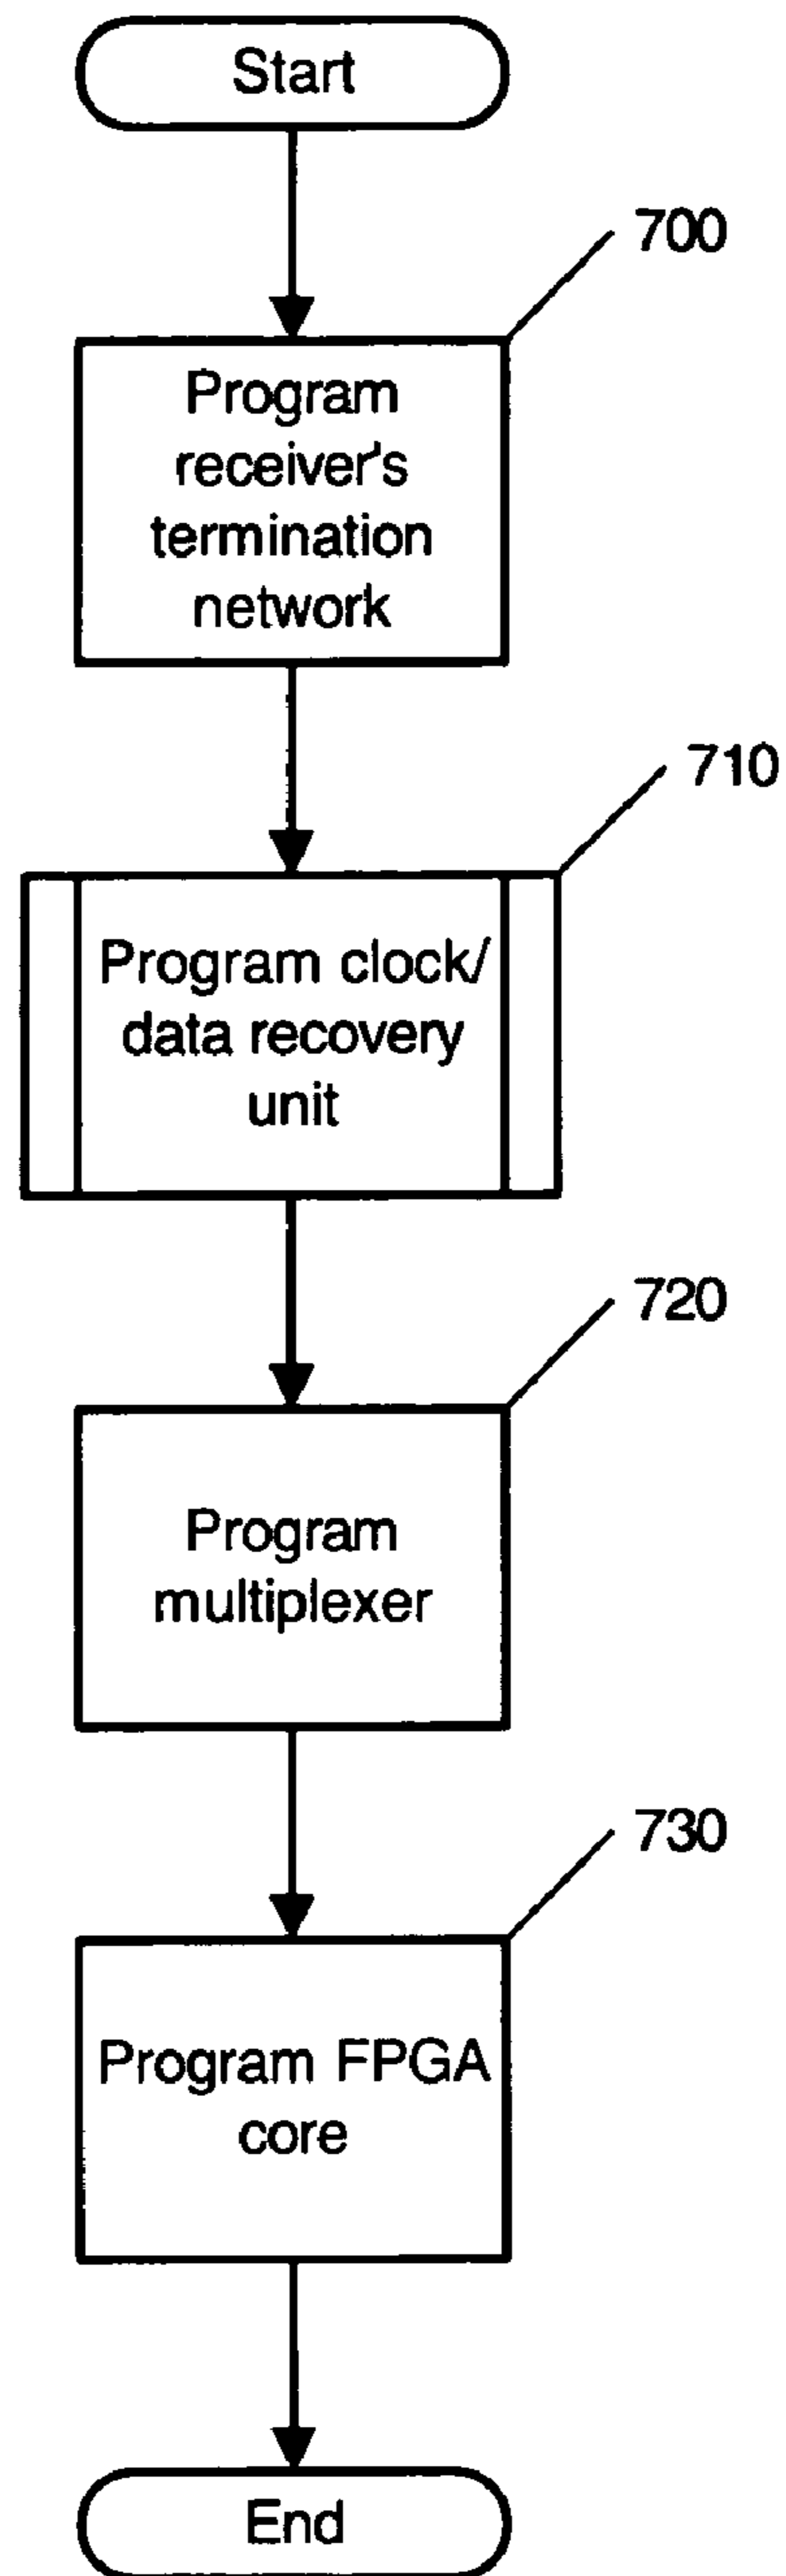 Start
700
Program
receiver's
termination
network
710
Program clock/
data recovery
unit
720
Program
multiplexer
730
Program FPGA
core
End